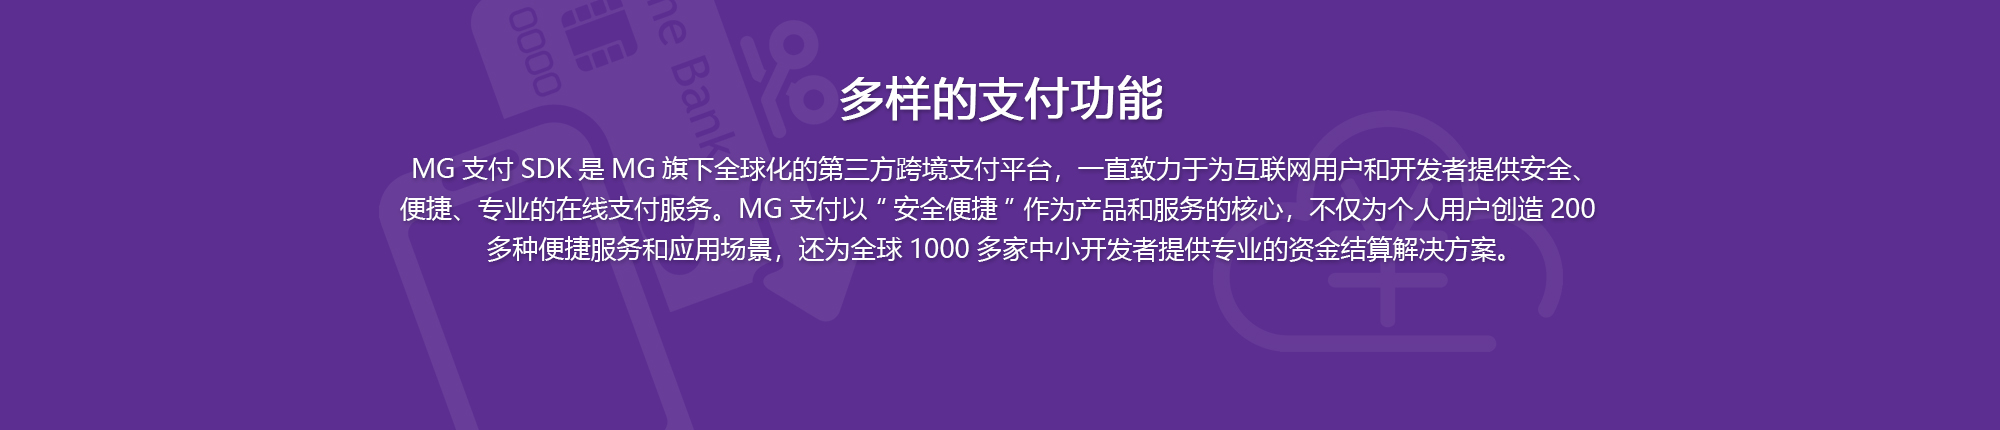 多样的支付功能
MG 支付 SDK 是 MG 旗下全球化的第三方跨境支付平台，一直致力于为互联网用户和开发者提供安全、
便捷、专业的在线支付服务。MG 支付以 “ 安全便捷 ” 作为产品和服务的核心，不仅为个人用户创造 200
多种便捷服务和应用场景，还为全球 1000 多家中小开发者提供专业的资金结算解决方案。
ne Bank
0000